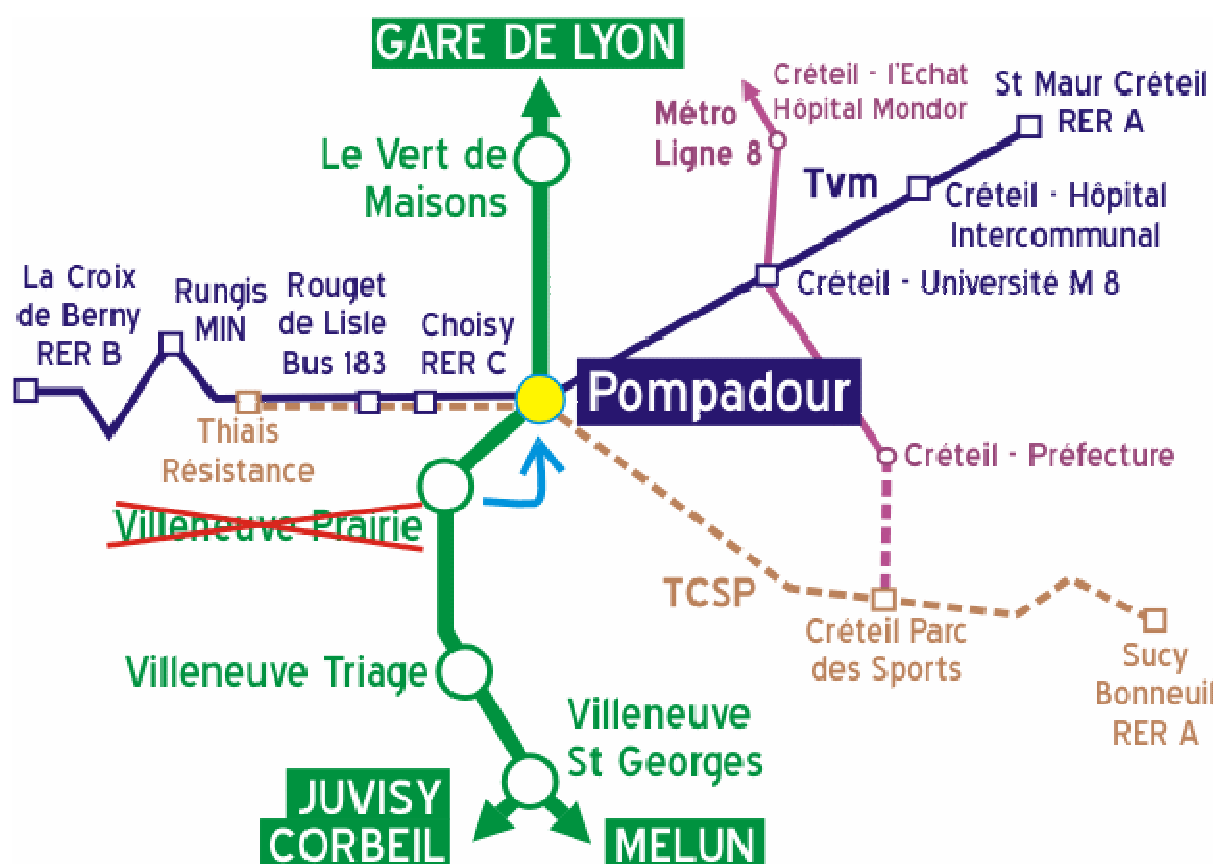 GARE DE LYON
Le Vert de
Maisons
Métro
Ligne 8
Créteil - l'Echat
Hôpital Mondor
St Maur Créteil
RER A
Tvm
Créteil - Hôpital
Intercommunal
Créteil - Université M 8
La Croix
de Berny
RER B
Rungis
MIN
Rouget
de Lisle
Bus 183
Choisy
RER C
Pompadour
Thiais
Résistance
Créteil - Préfecture
Villeneuve Prairie
TCSP
Créteil Parc
des Sports
Sucy
Bonneuil
RER A
Villeneuve Triage
Villeneuve
St Georges
JUVISY
CORBEIL
MELUN